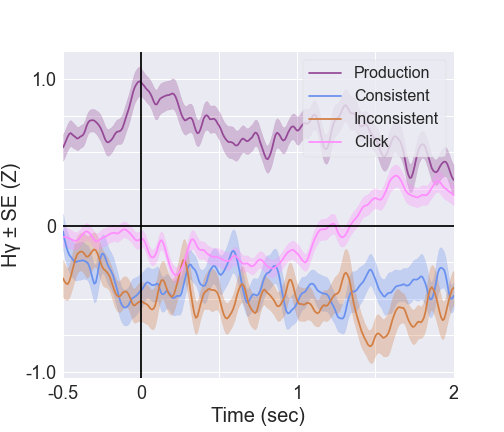 Production
Consistent
Inconsistent
Click
1.0
0
-1.0
Hγ ± SE (Z)
-0.5
0
1
2
Time (sec)